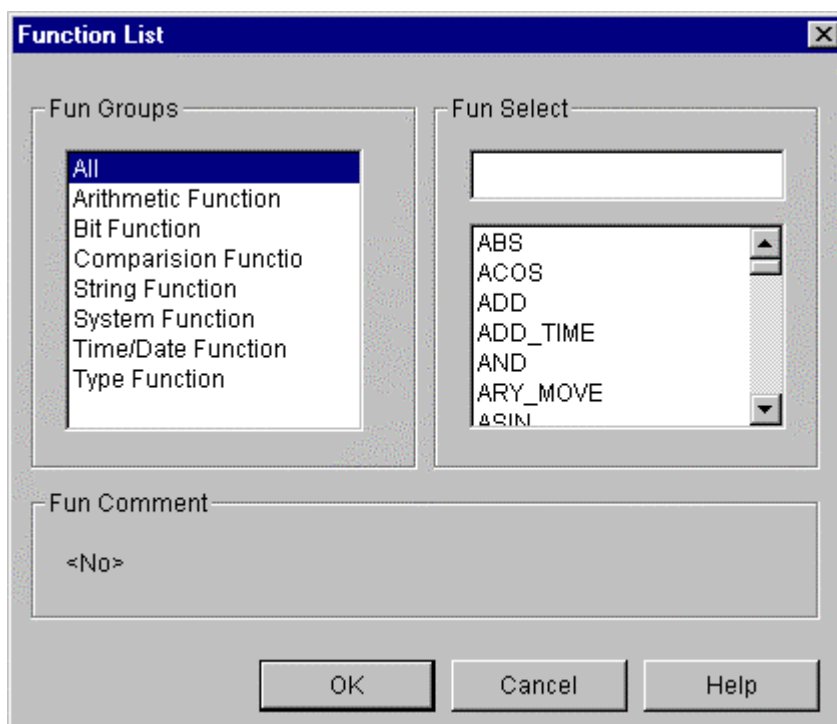 Function List
Fun Groups
All
Arithmetic Function
Bit Function
Comparision Functio
String Function
System Function
Time/Date Function
Type Function
Fun Select
ABS
ACOS
ADD
ADD_TIME
AND
ARY_MOVE
ASIN
Fun Comment
<No>
OK
Cancel
Help